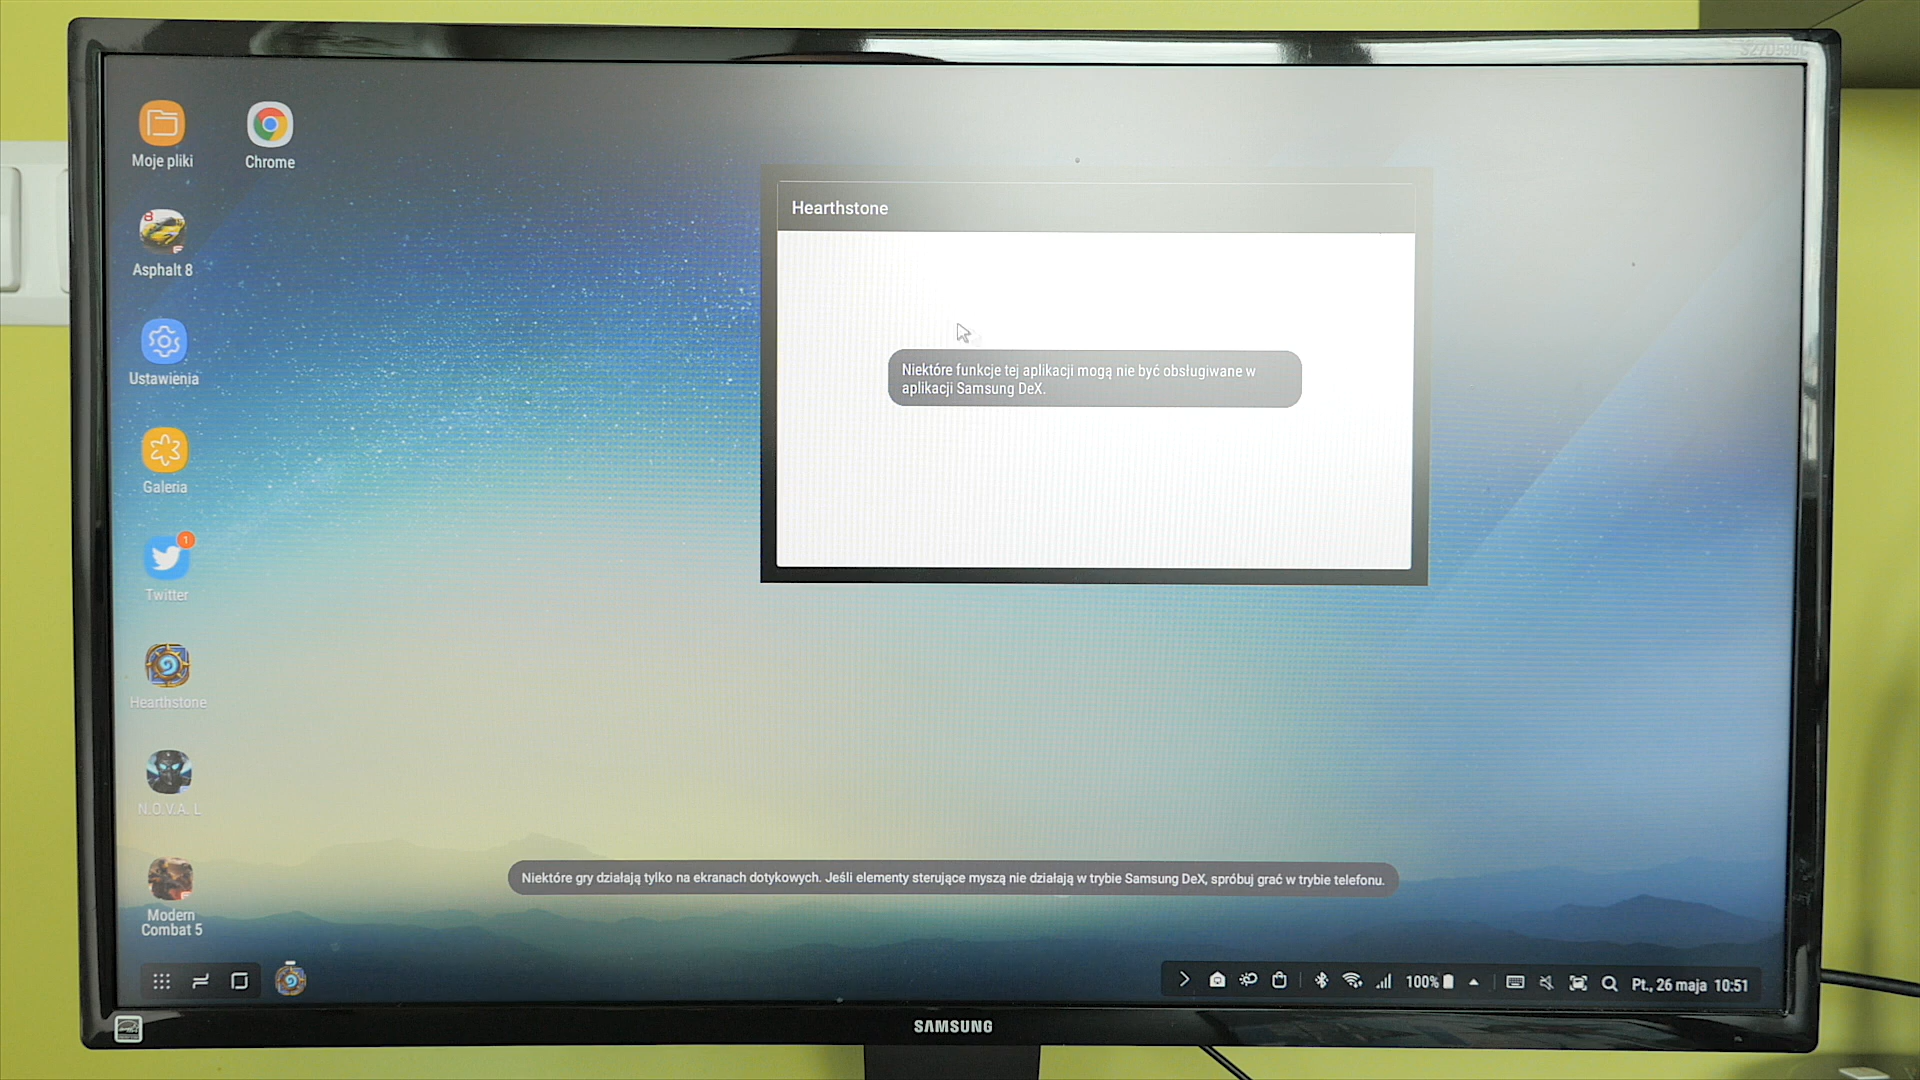 S27D590C
Moje pliki
Chrome
Asphalt 8
Ustawienia
Galeria
1
Twitter
Hearthstone
N.O.V.A. L
Modern
Combat 5
Hearthstone
Niektóre funkcje tej aplikacji mogą nie być obsługiwane w
aplikacji Samsung DeX.
Niektóre gry działają tylko na ekranach dotykowych. Jeśli elementy sterujące myszą nie działają w trybie Samsung DeX, spróbuj grać w trybie telefonu.
100%
Pt., 26 maja 10:51
SAMSUNG